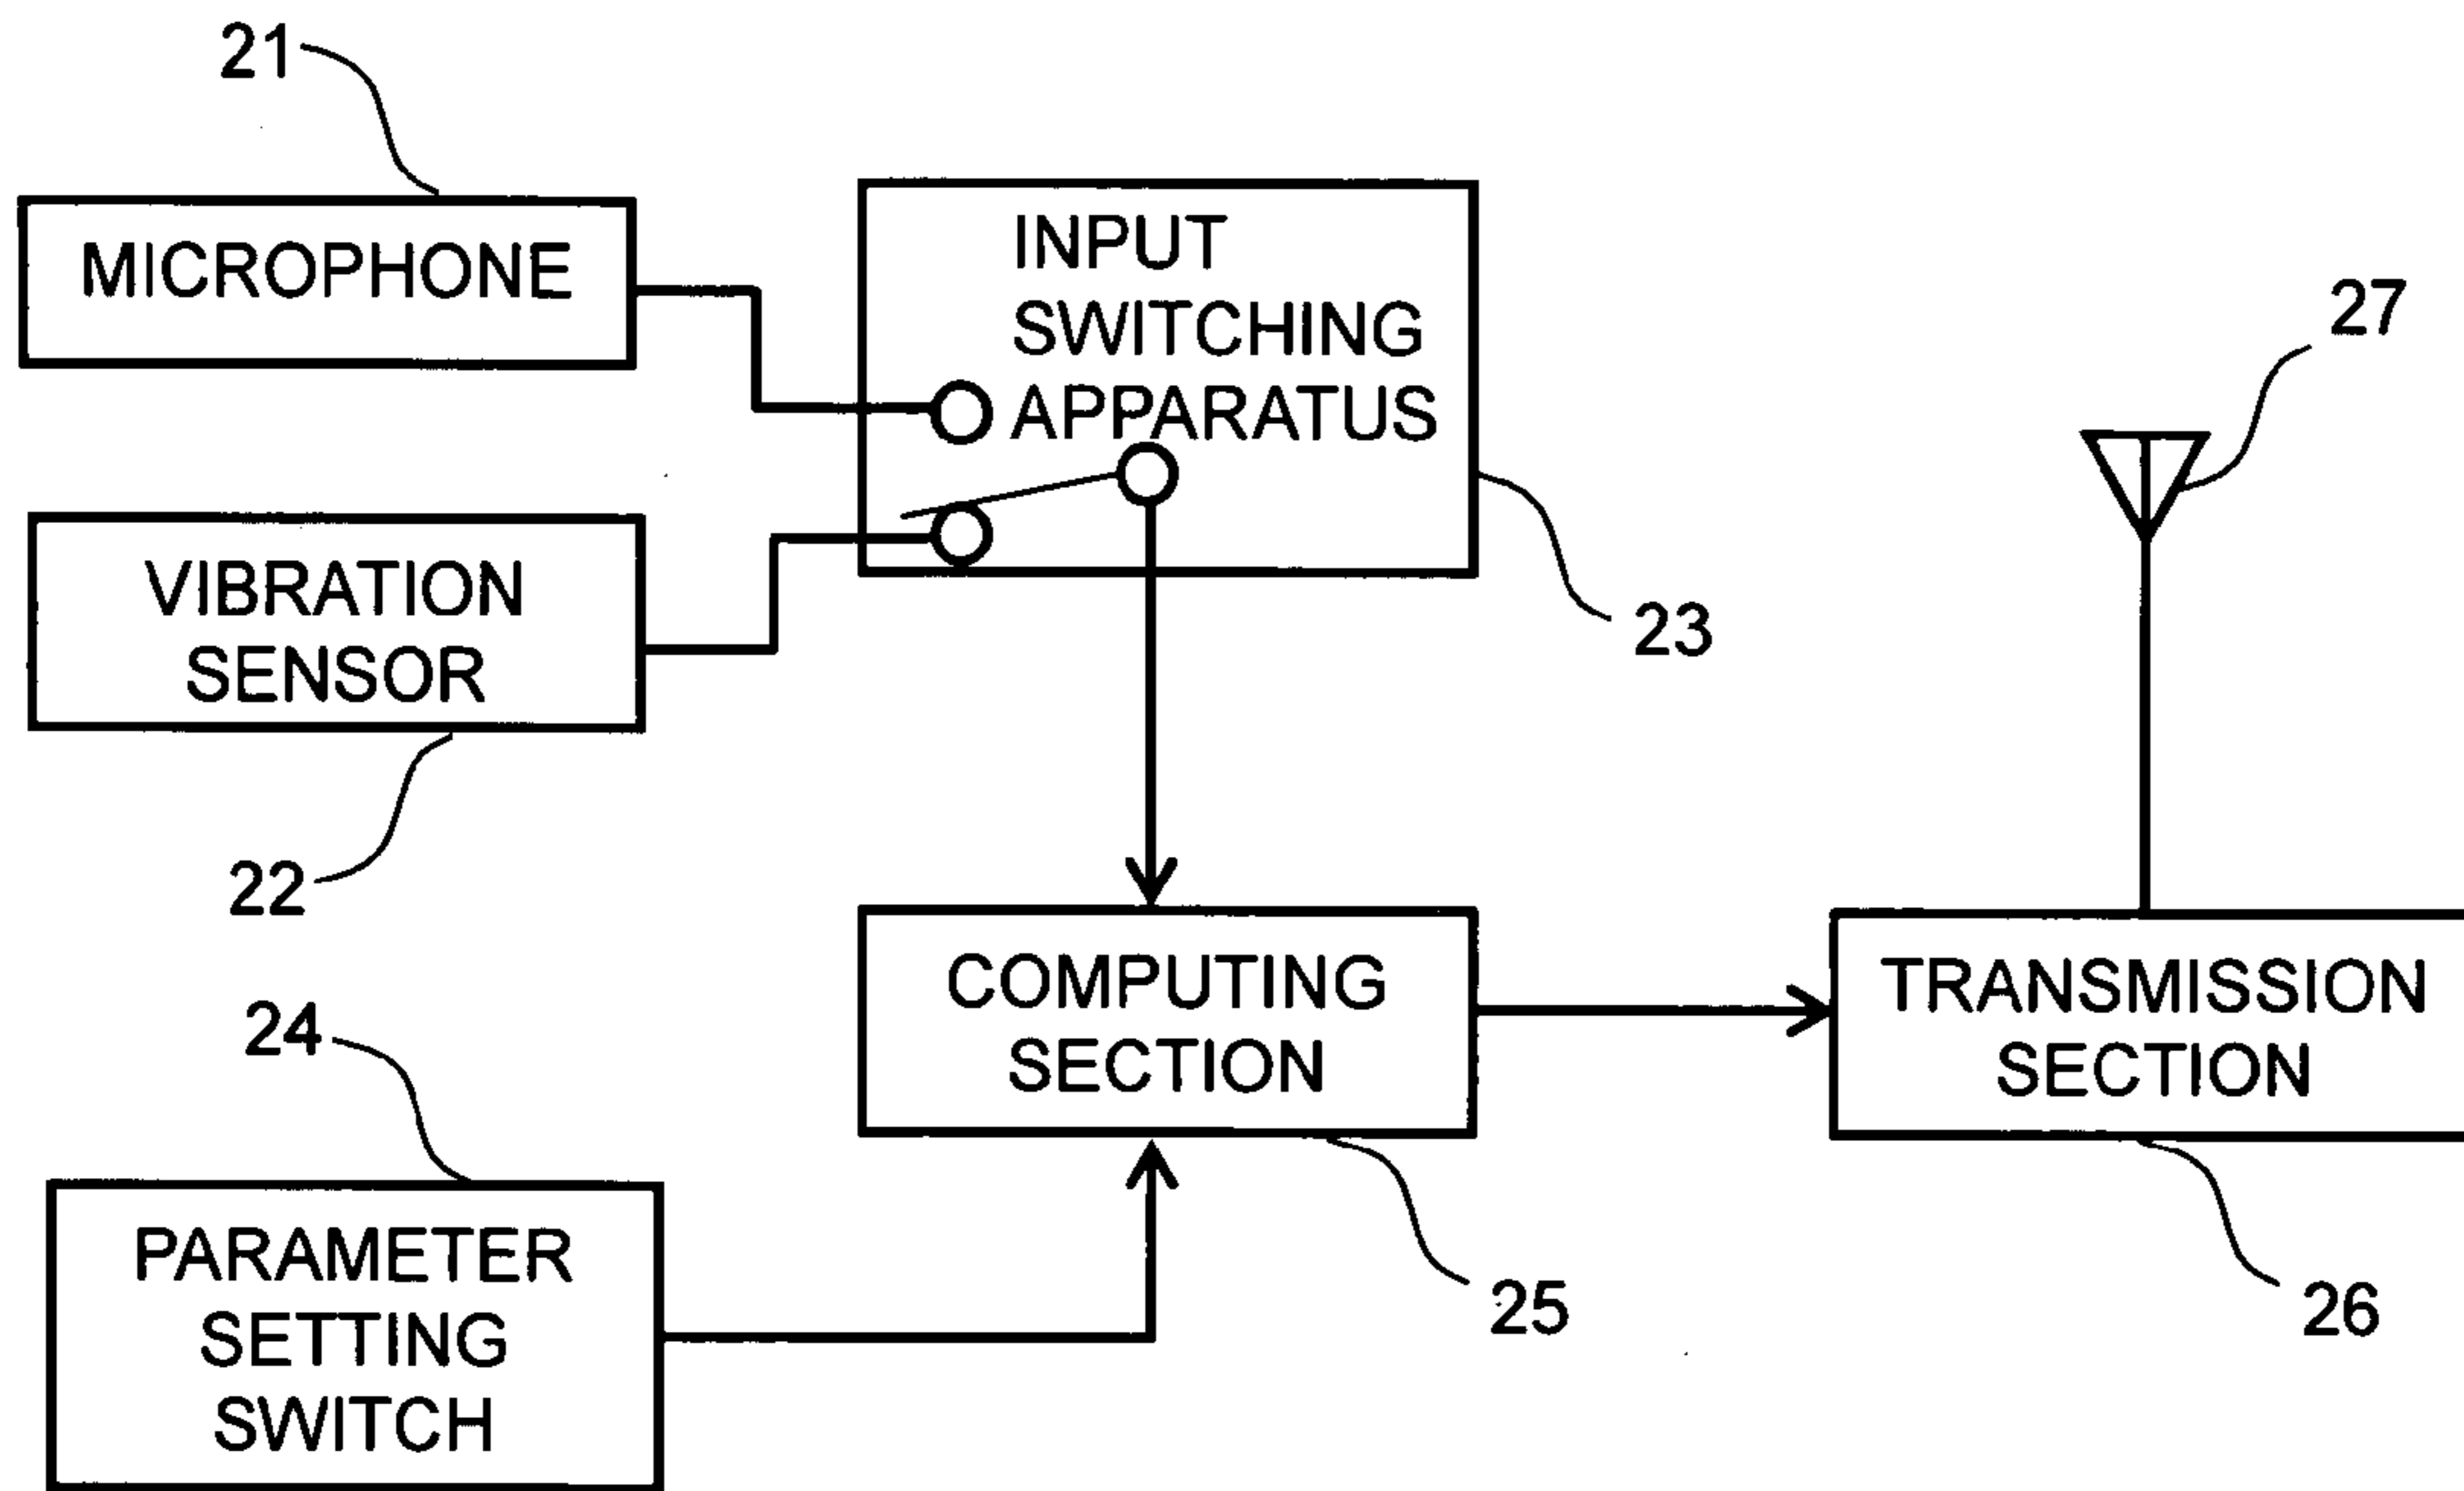 21
MICROPHONE
INPUT
SWITCHING
APPARATUS
27
VIBRATION
SENSOR
23
22
COMPUTING
SECTION
TRANSMISSION
SECTION
24
PARAMETER
SETTING
SWITCH
25
26